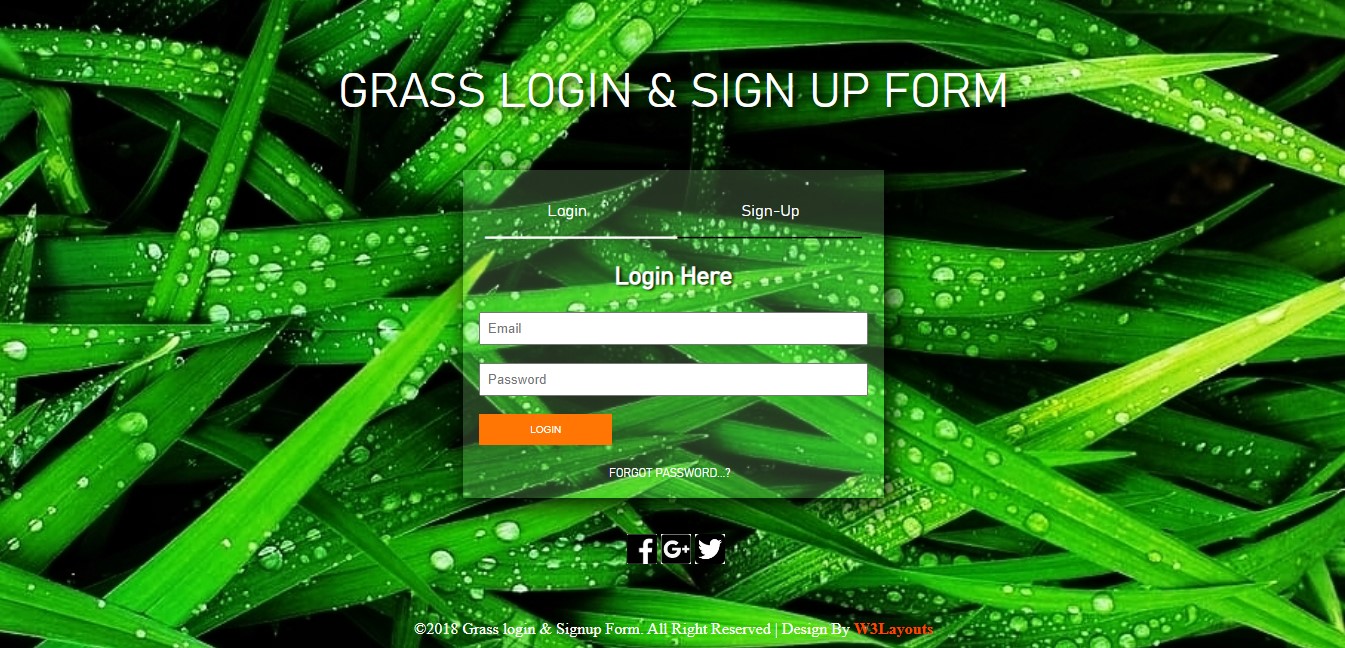 GRASS LOGIN & SIGN UP FORM
Login Sign-Up
Login Here
Email
Password
LOGIN
FORGOT PASSWORD...?
©2018 Grass login & Signup Form. All Right Reserved | Design By W3Layouts